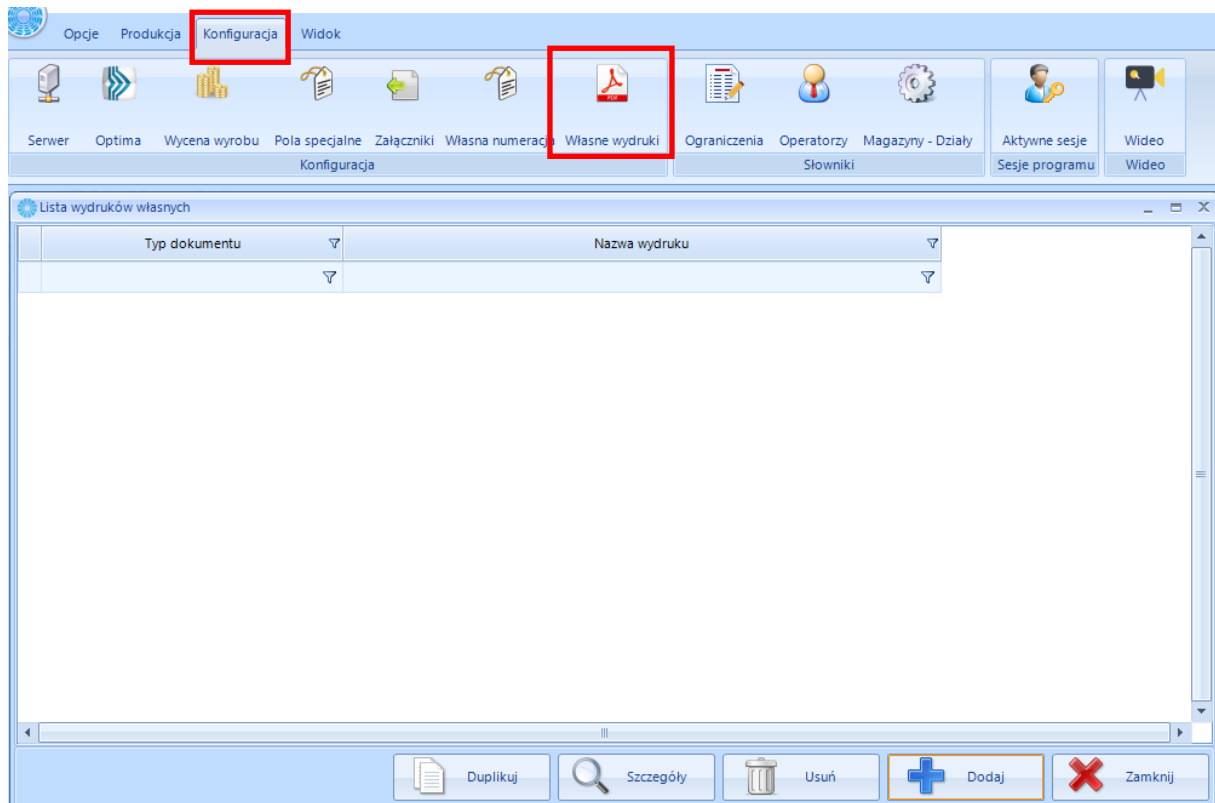 Opcje Produkcja Konfiguracja Widok
PDF
Serwer Optima Wycena wyrobu Pola specjalne Załączniki Własna numeracja Własne wydruki Ograniczenia Operatorzy Magazyny - Działy Aktywne sesje Wideo
Konfiguracja Słowniki Sesje programu Wideo
Lista wydruków własnych
Typ dokumentu Nazwa wydruku
Duplikuj Szczegóły Usuń Dodaj Zamknij